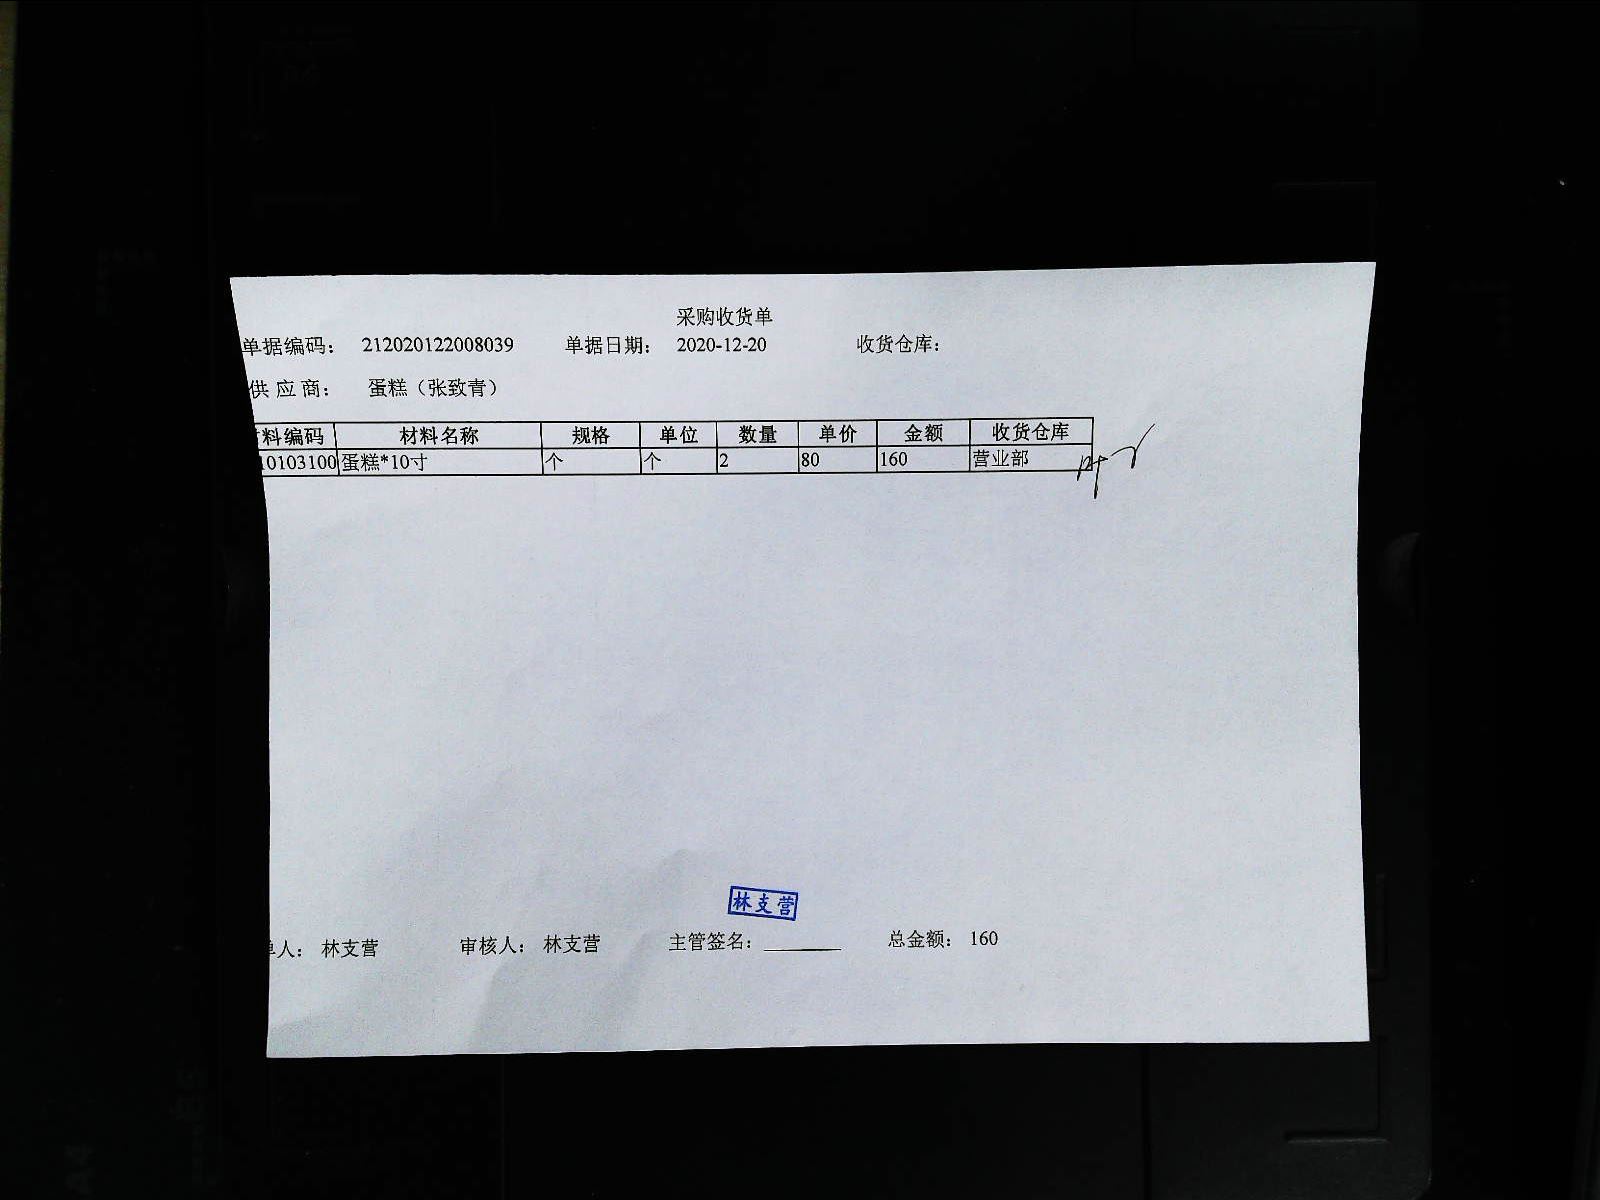 采购收货单
单据编码： 212020122008039 单据日期： 2020-12-20 收货仓库：
供 应 商： 蛋糕（张致青）
料编码 材料名称 规格 单位 数量 单价 金额 收货仓库
10103100 蛋糕*10寸 个 个 2 80 160 营业部
林支营
单人： 林支营 审核人： 林支营 主管签名： 总金额： 160